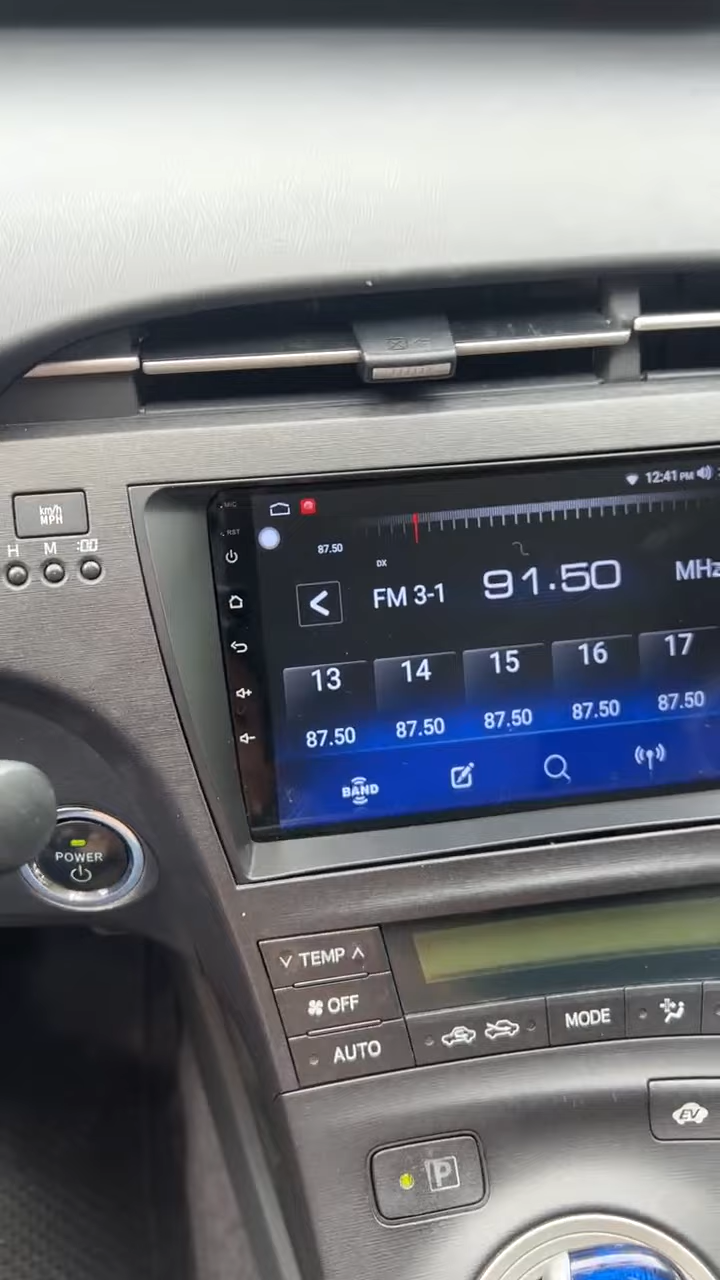 km/h
MPH
H M :00
MIC
RST
12:41 PM
87.50
DX
FM 3-1
91.50
MHz
13 14 15 16 17
87.50 87.50 87.50 87.50 87.50
BAND
POWER
TEMP
OFF
AUTO
MODE
EV
P